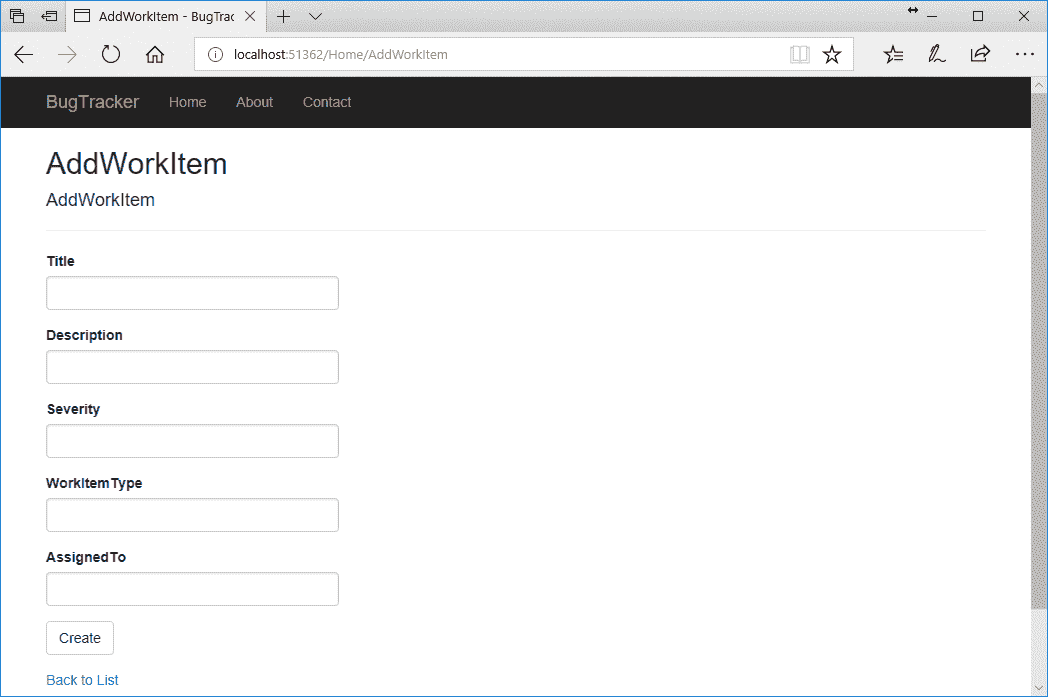 AddWorkItem - BugTrac
localhost:51362/Home/AddWorkItem
BugTracker Home About Contact
AddWorkItem
AddWorkItem
Title
Description
Severity
WorkItemType
AssignedTo
Create
Back to List